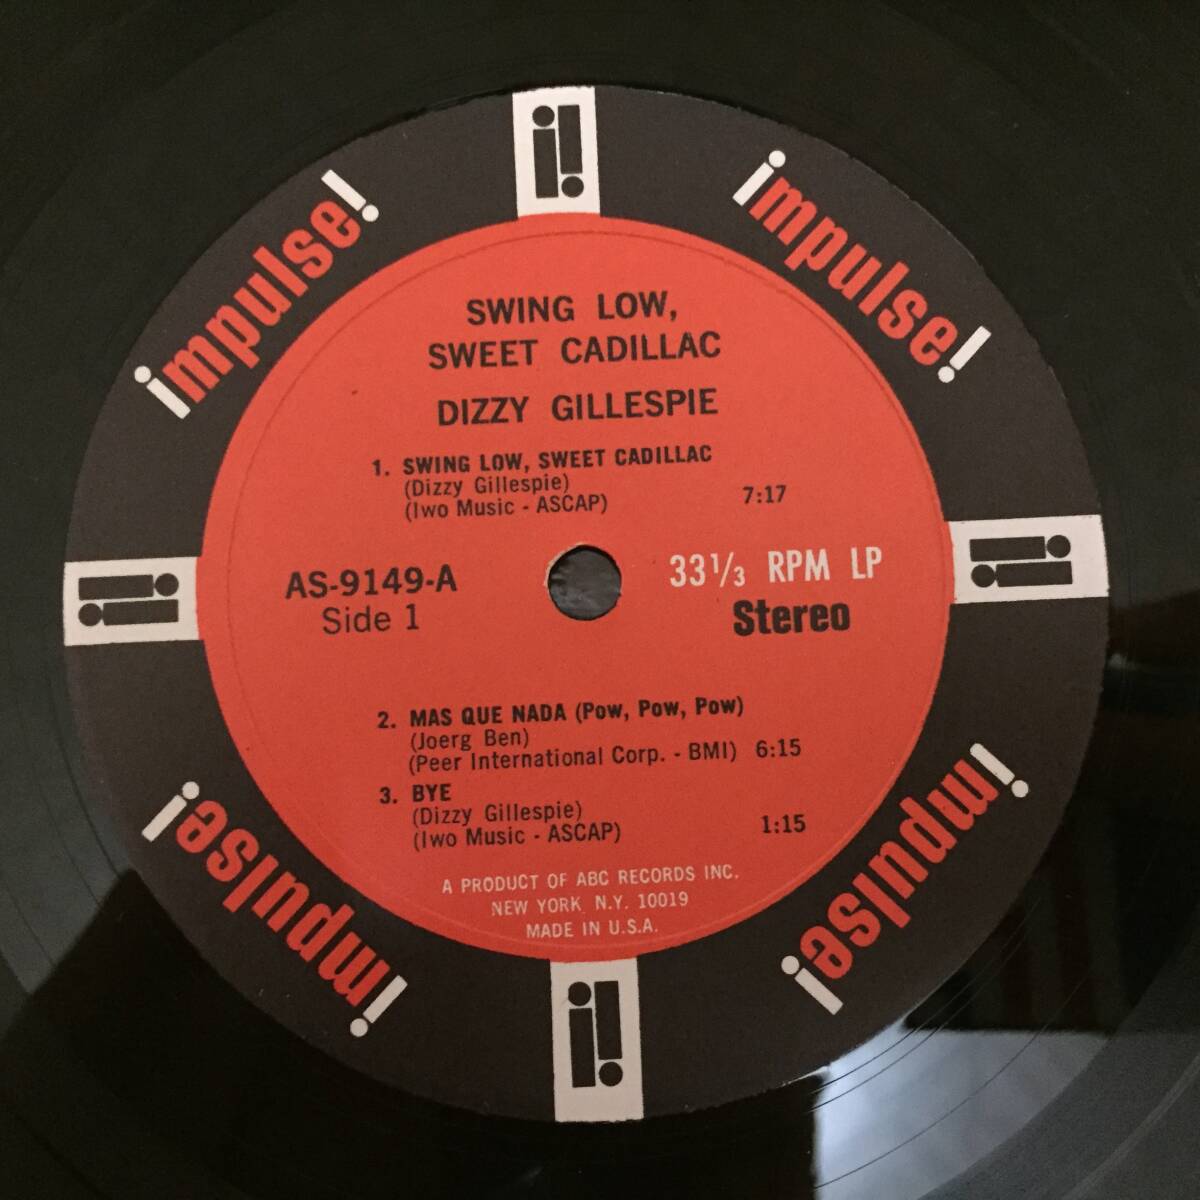 impulse!
impulse!
SWING LOW,
SWEET CADILLAC
DIZZY GILLESPIE
1. SWING LOW, SWEET CADILLAC
(Dizzy Gillespie)
(Iwo Music - ASCAP) 7:17
AS-9149-A
Side 1
33 1/3 RPM LP
Stereo
2. MAS QUE NADA (Pow, Pow, Pow)
(Joerg Ben)
(Peer International Corp. - BMI) 6:15
3. BYE
(Dizzy Gillespie)
(Iwo Music - ASCAP) 1:15
A PRODUCT OF ABC RECORDS INC.
NEW YORK N.Y. 10019
MADE IN U.S.A.
impulse!
impulse!